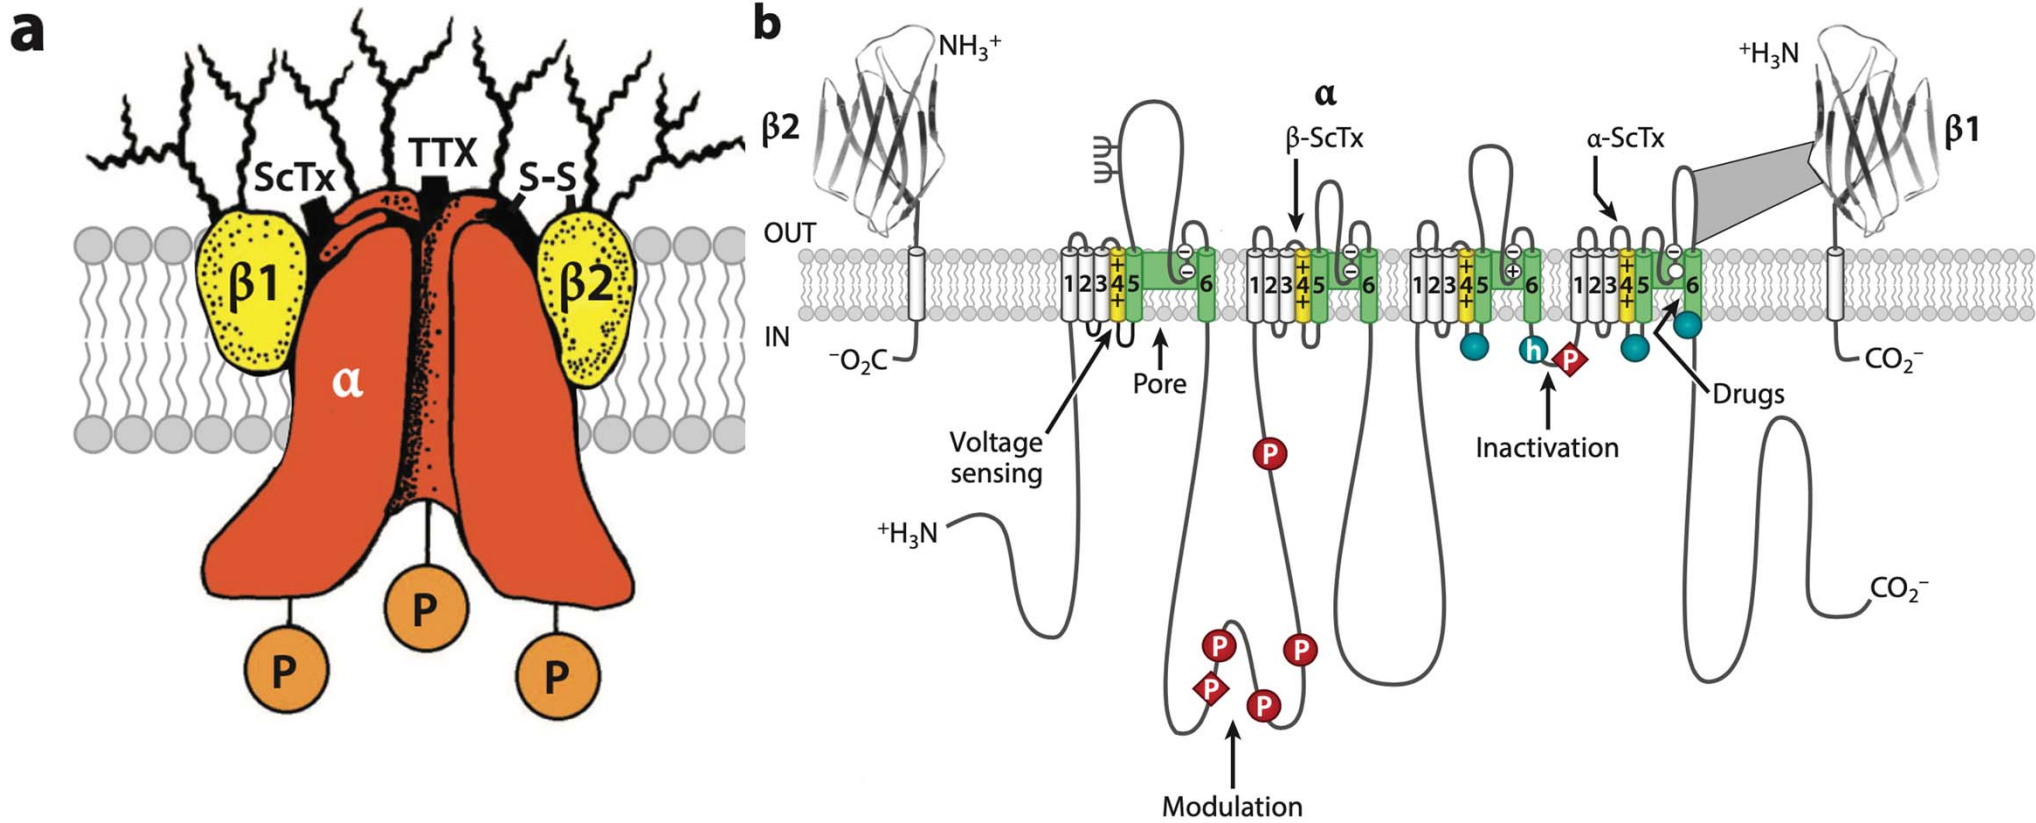 a
ScTx
TTX
S-S
β1
β2
α
P
P
P
b
NH₃⁺
β2
α
β-ScTx
α-ScTx
⁺H₃N
β1
OUT
IN
1 2 3 + 4 + 5 − − 6
1 2 3 + 4 + 5 − − 6
1 2 3 + 4 + 5 − + 6
1 2 3 + 4 + 5 − 6
⁻O₂C
Pore
h
P
CO₂⁻
Drugs
Voltage
sensing
Inactivation
P
⁺H₃N
CO₂⁻
P
P
P
P
Modulation